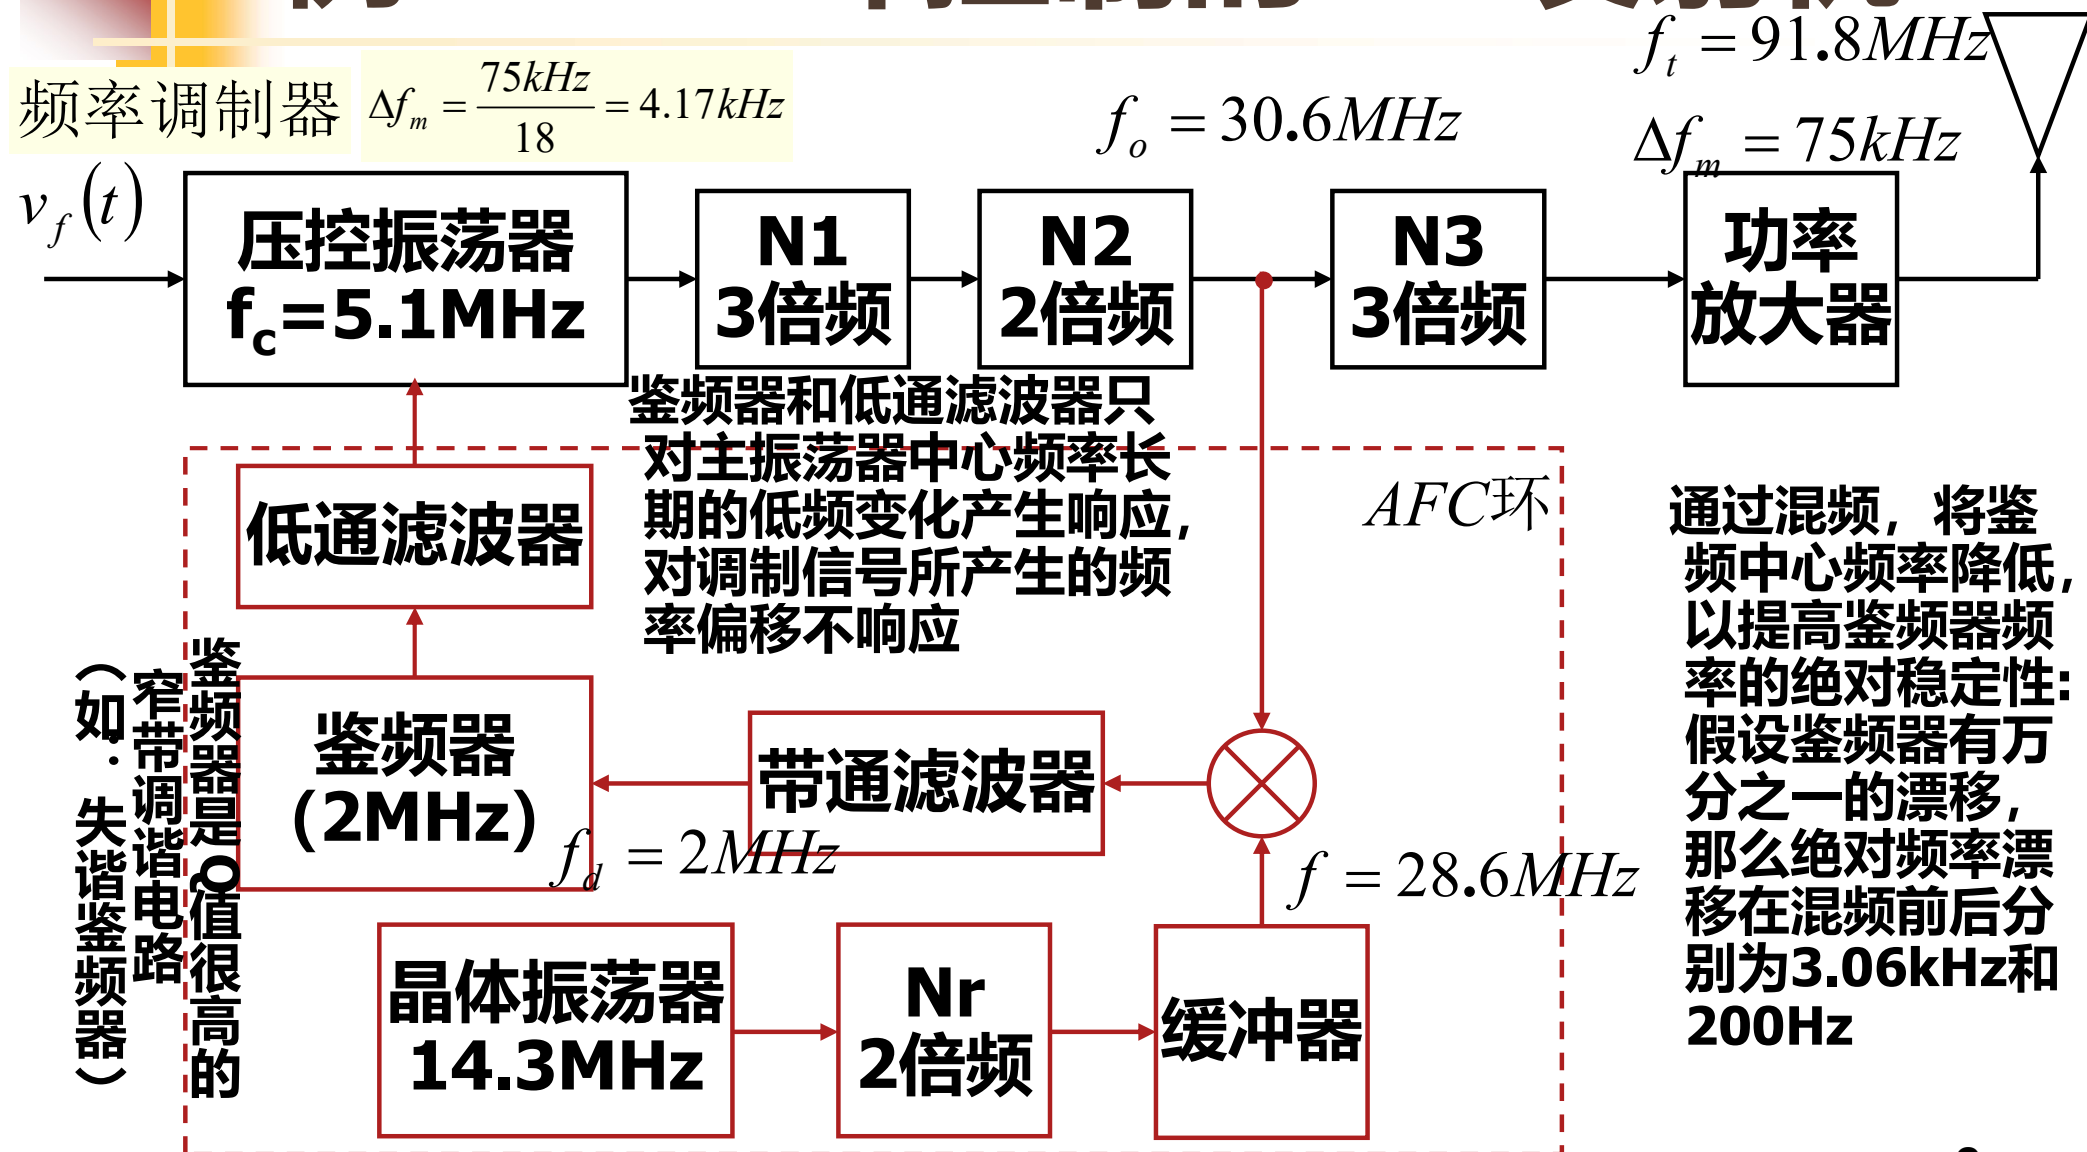 频率调制器
Δf_m = 75kHz/18 = 4.17kHz
f_o = 30.6MHz
f_t = 91.8MHz
Δf_m = 75kHz
v_f(t)
压控振荡器
f_c=5.1MHz
N1
3倍频
N2
2倍频
N3
3倍频
功率
放大器
鉴频器和低通滤波器只
对主振荡器中心频率长
期的低频变化产生响应,
对调制信号所产生的频
率偏移不响应
AFC环
低通滤波器
鉴频器
(2MHz)
f_d = 2MHz
带通滤波器
f = 28.6MHz
晶体振荡器
14.3MHz
Nr
2倍频
缓冲器
鉴频器是Q值很高的
窄带调谐电路
(如: 失谐鉴频器)
通过混频, 将鉴
频中心频率降低,
以提高鉴频器频
率的绝对稳定性:
假设鉴频器有万
分之一的漂移,
那么绝对频率漂
移在混频前后分
别为3.06kHz和
200Hz